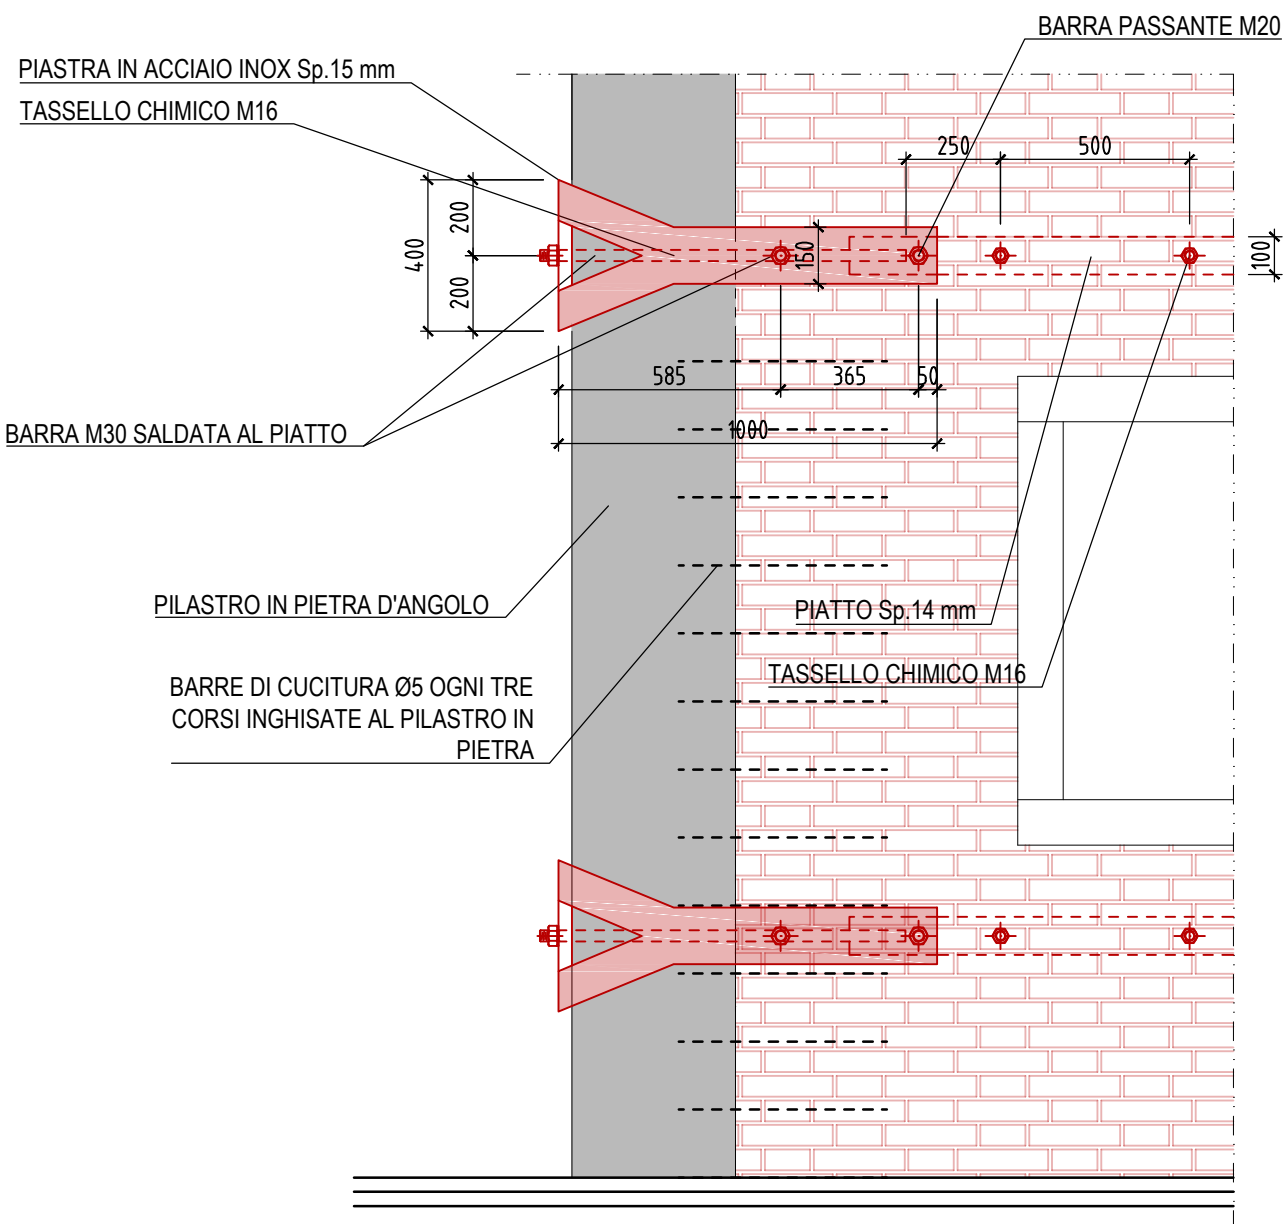 BARRA PASSANTE M20
PIASTRA IN ACCIAIO INOX Sp.15 mm
TASSELLO CHIMICO M16
250
500
400
200
200
150
100
585
365
50
1000
BARRA M30 SALDATA AL PIATTO
PILASTRO IN PIETRA D'ANGOLO
PIATTO Sp.14 mm
TASSELLO CHIMICO M16
BARRE DI CUCITURA Ø5 OGNI TRE
CORSI INGHISATE AL PILASTRO IN
PIETRA